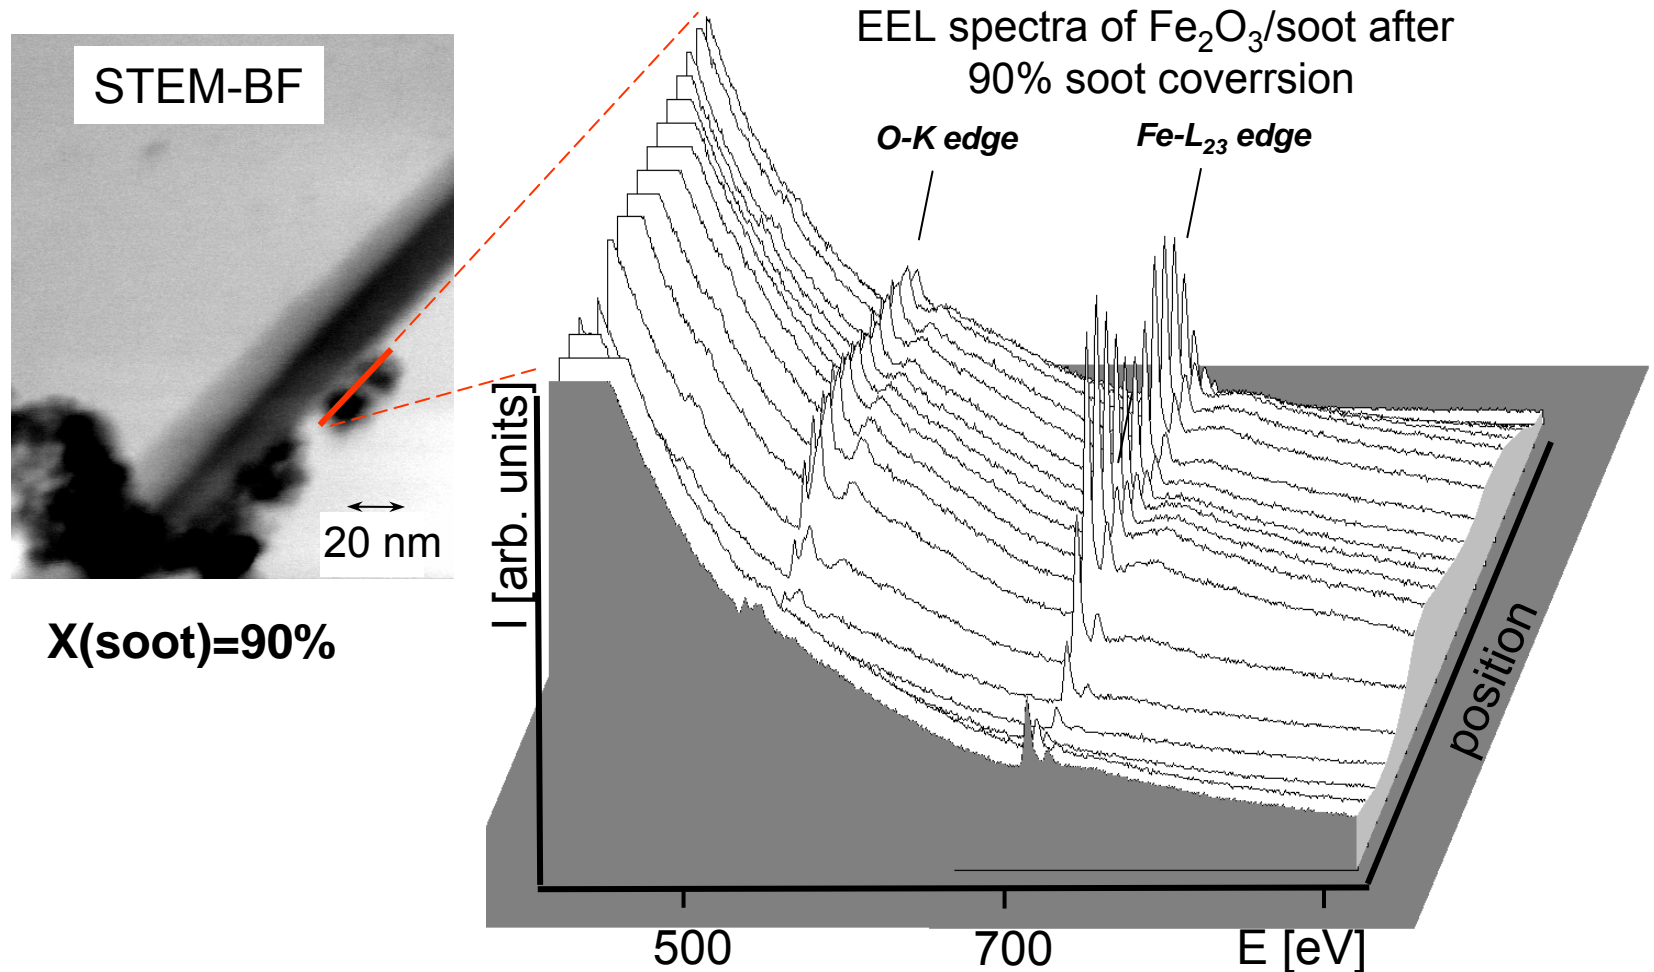 STEM-BF
20 nm
X(soot)=90%
EEL spectra of Fe₂O₃/soot after
90% soot coverrsion
O-K edge
Fe-L₂₃ edge
I [arb. units]
position
500
700
E [eV]